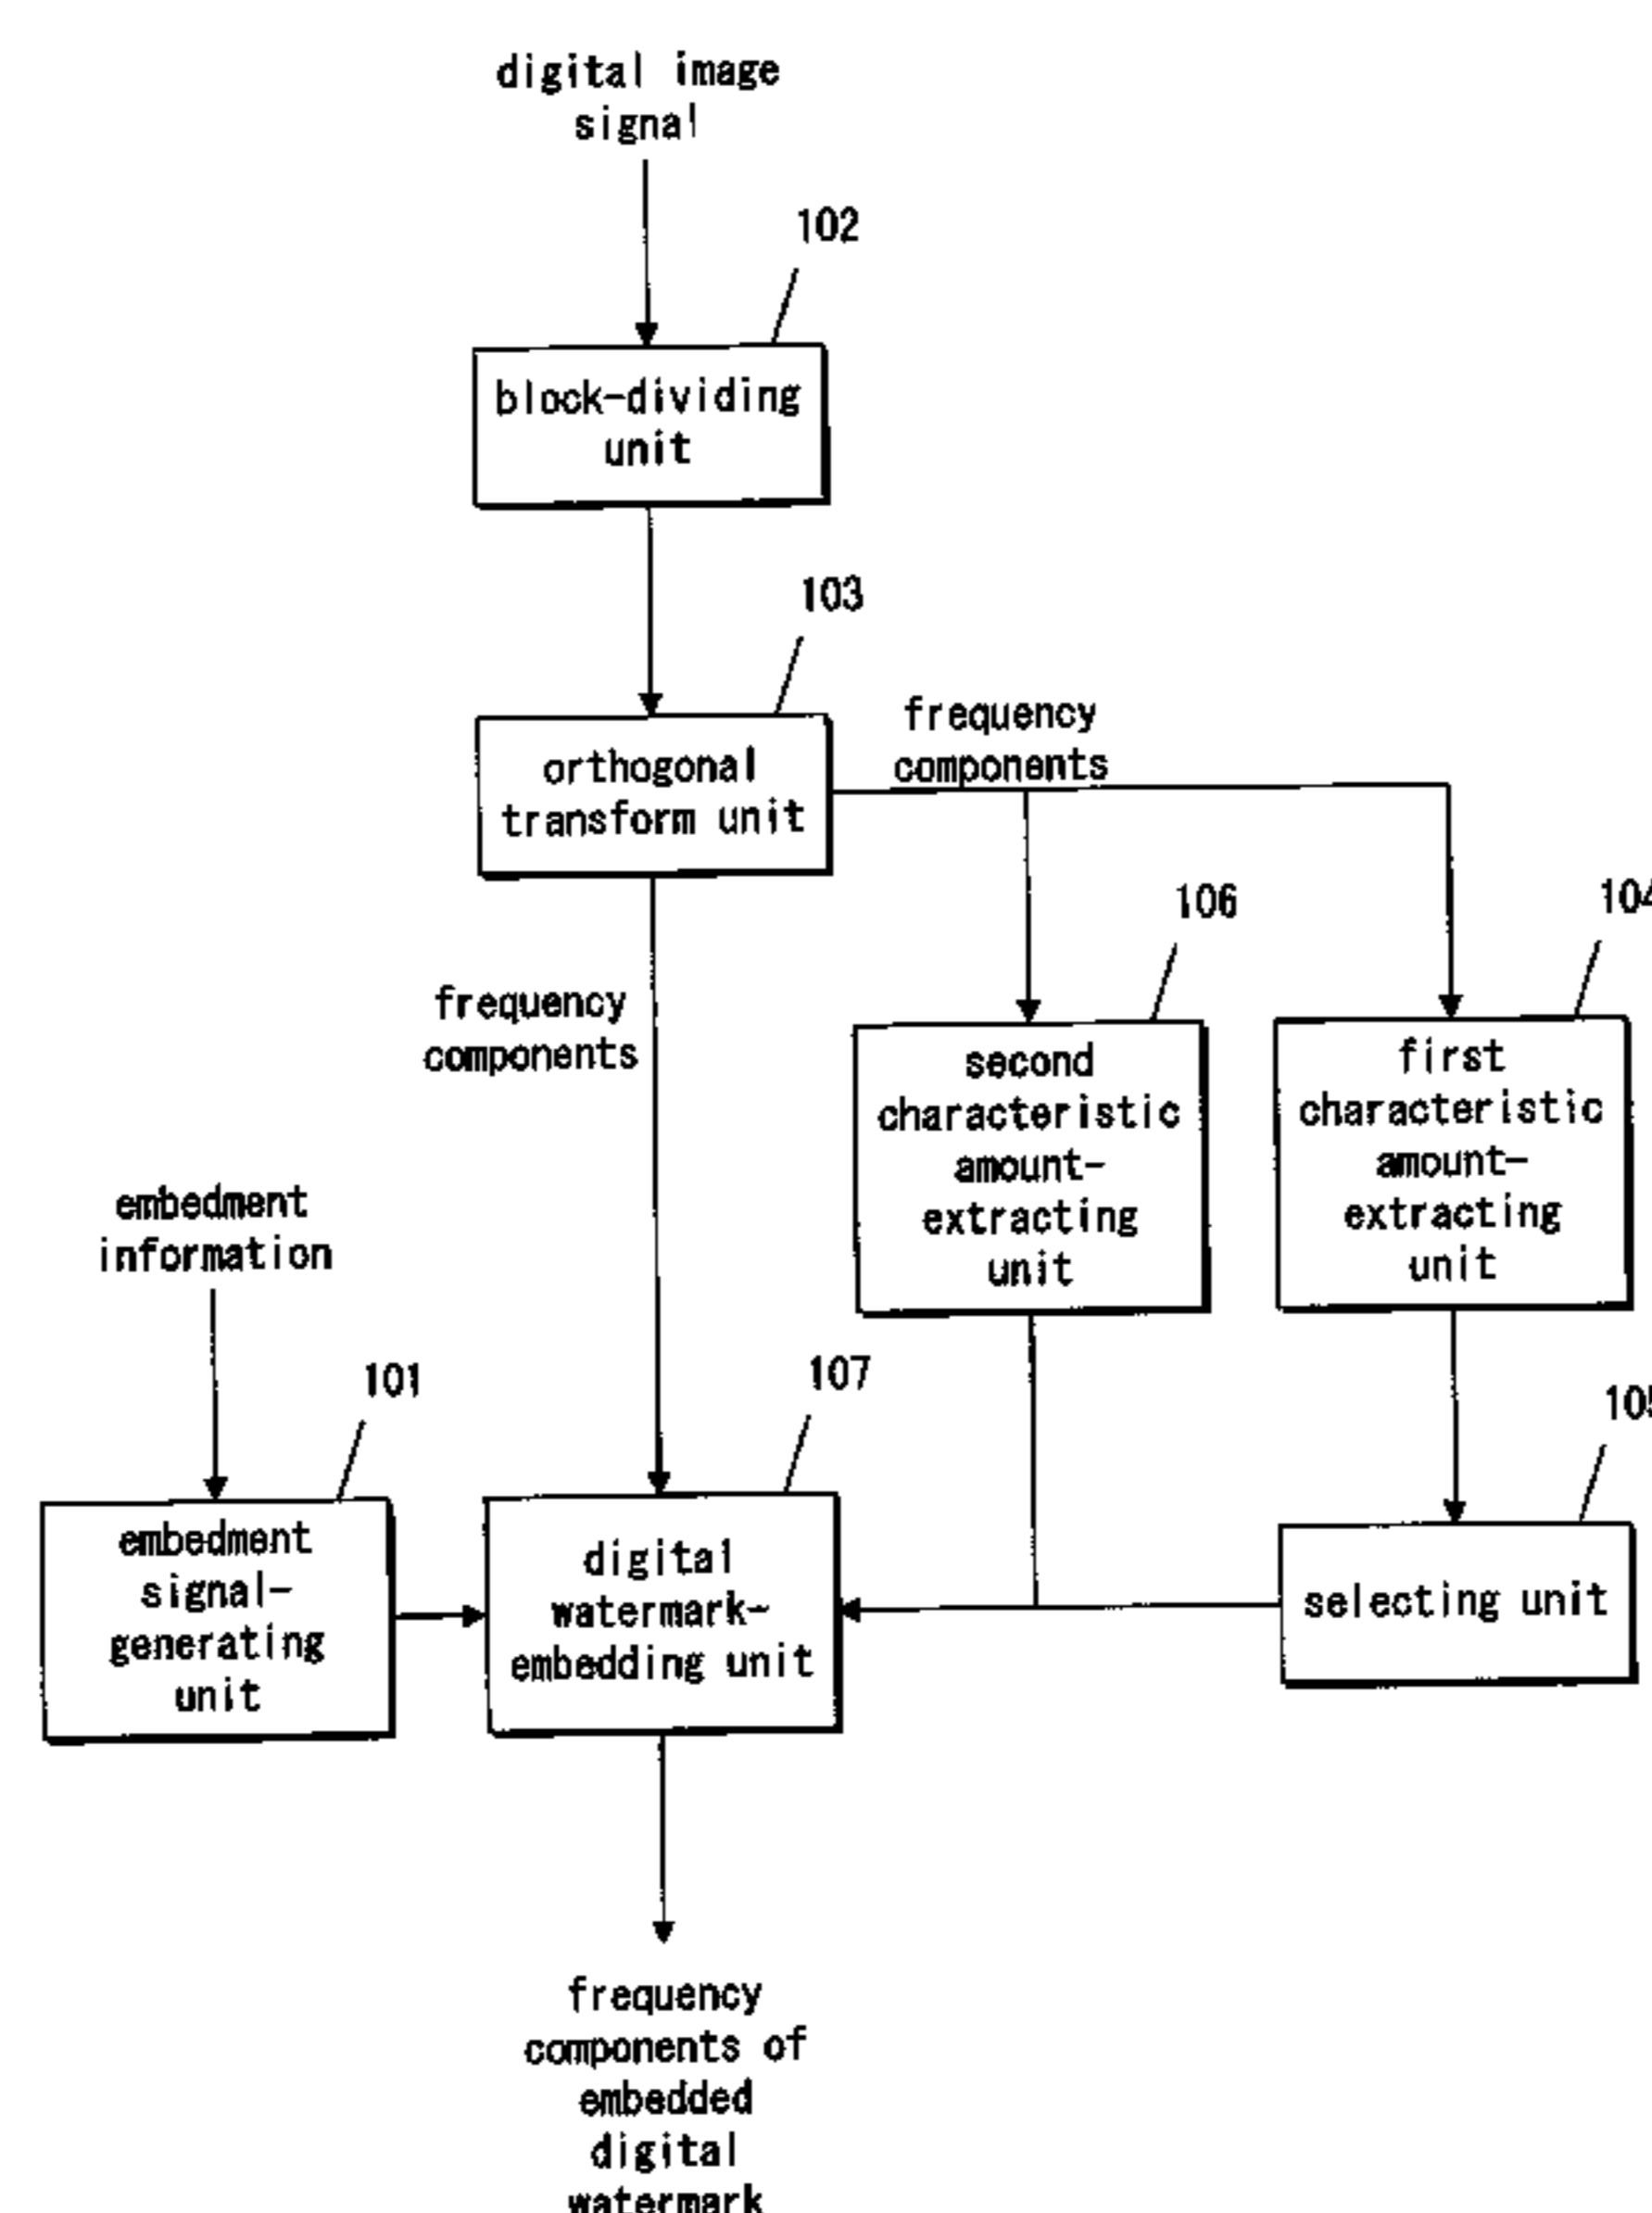 digital image
signal
102
block-dividing
unit
103
orthogonal
transform unit
frequency
components
106
104
frequency
components
second
characteristic
amount-
extracting
unit
first
characteristic
amount-
extracting
unit
embedment
information
101
107
105
embedment
signal-
generating
unit
digital
watermark-
embedding unit
selecting unit
frequency
components of
embedded
digital
watermark